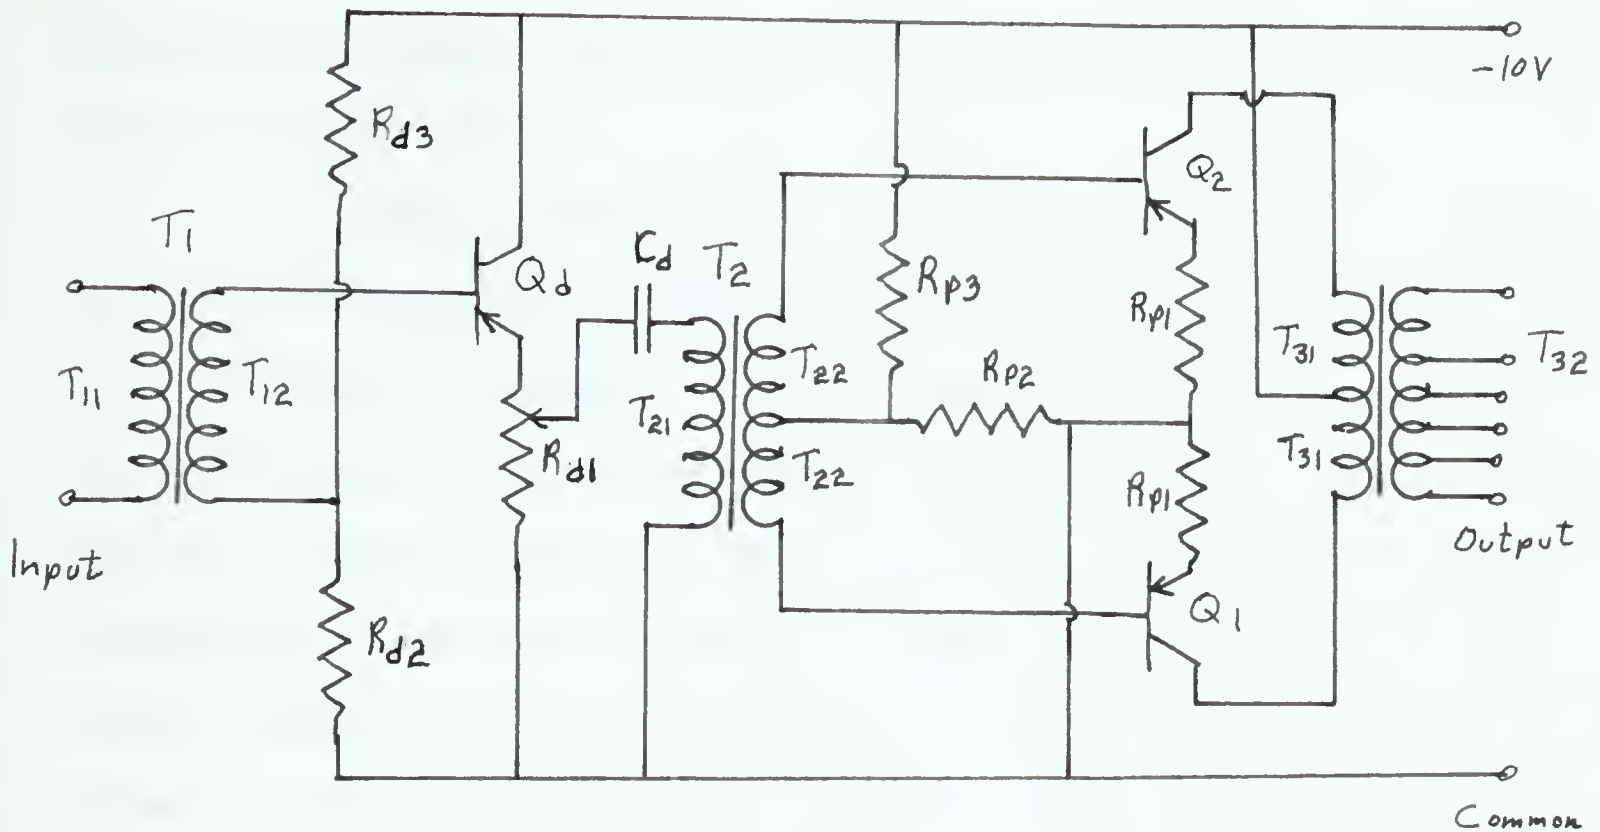 -10V
Rd3
Q2
T1
Cd
T2
Qd
Rp3
Rp1
T31
T32
T22
Rp2
T11
T12
T21
Rd1
T22
T31
Rp1
Output
Input
Q1
Rd2
Common